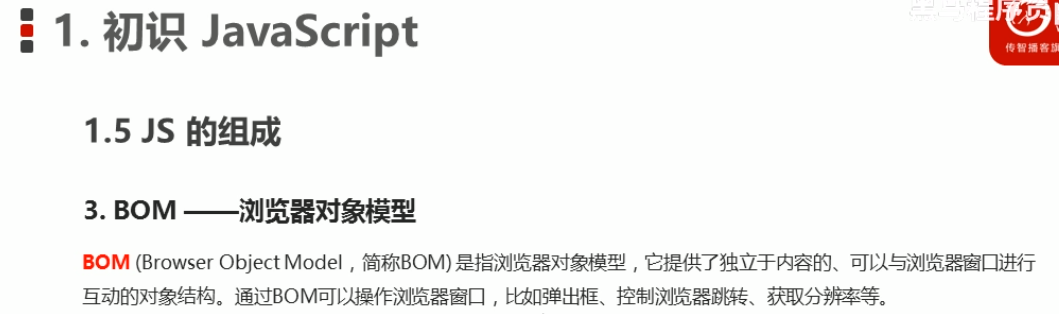 1. 初识 JavaScript
黑马程序员
传智播客旗
1.5 JS 的组成
3. BOM ——浏览器对象模型
BOM (Browser Object Model，简称BOM) 是指浏览器对象模型，它提供了独立于内容的、可以与浏览器窗口进行
互动的对象结构。通过BOM可以操作浏览器窗口，比如弹出框、控制浏览器跳转、获取分辨率等。